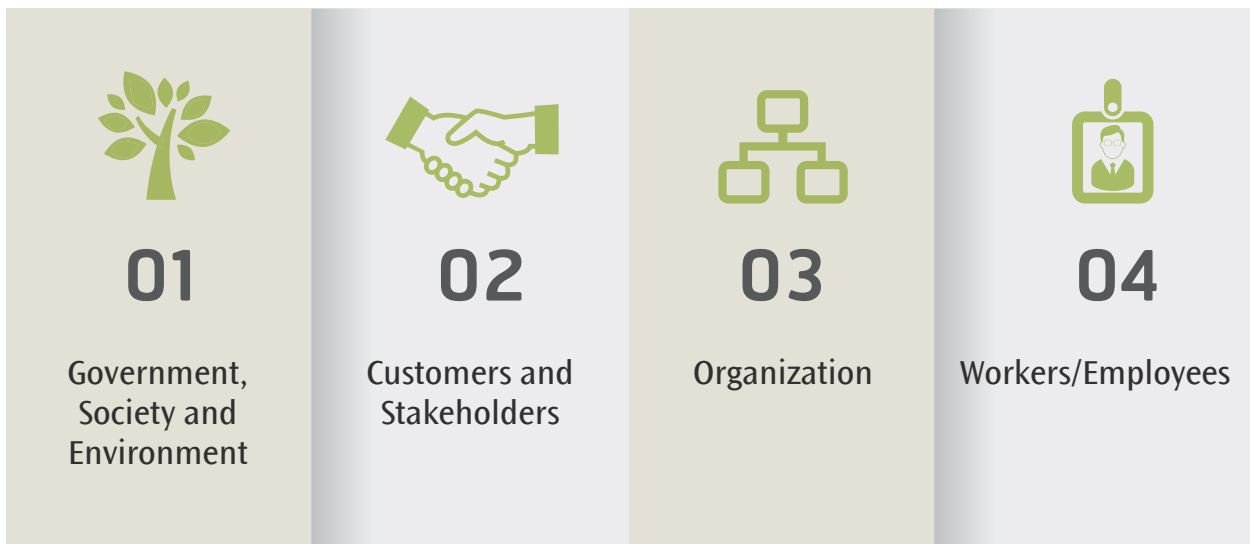 01
Government,
Society and
Environment
02
Customers and
Stakeholders
03
Organization
04
Workers/Employees